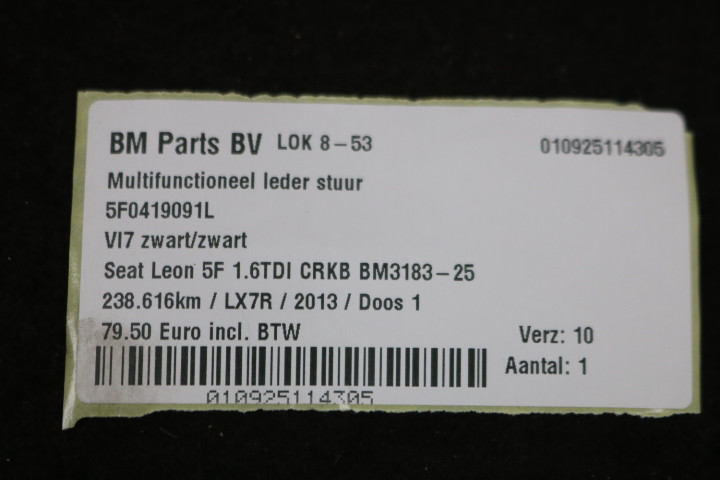 BM Parts BV LOK 8-53 010925114305
Multifunctioneel leder stuur
5F0419091L
VI7 zwart/zwart
Seat Leon 5F 1.6TDI CRKB BM3183-25
238.616km / LX7R / 2013 / Doos 1
79.50 Euro incl. BTW Verz: 10
Aantal: 1
010925114305